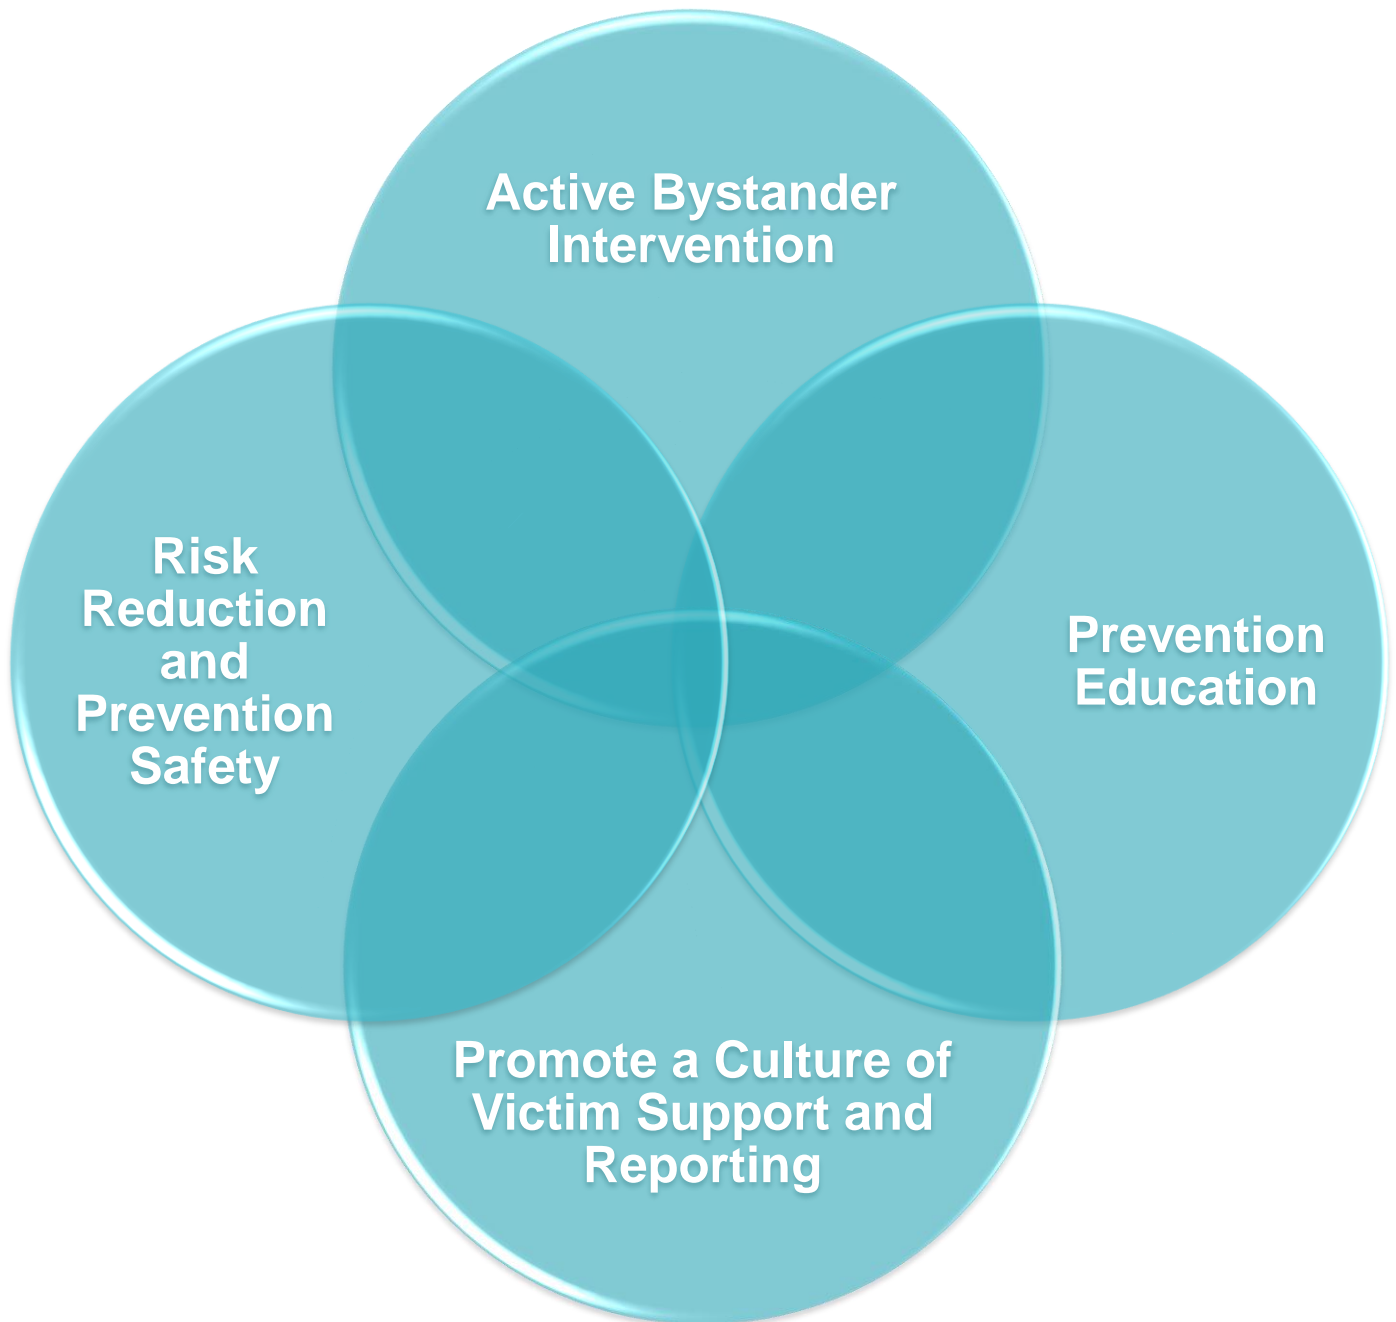 Active Bystander
Intervention
Risk
Reduction
and
Prevention
Safety
Prevention
Education
Promote a Culture of
Victim Support and
Reporting